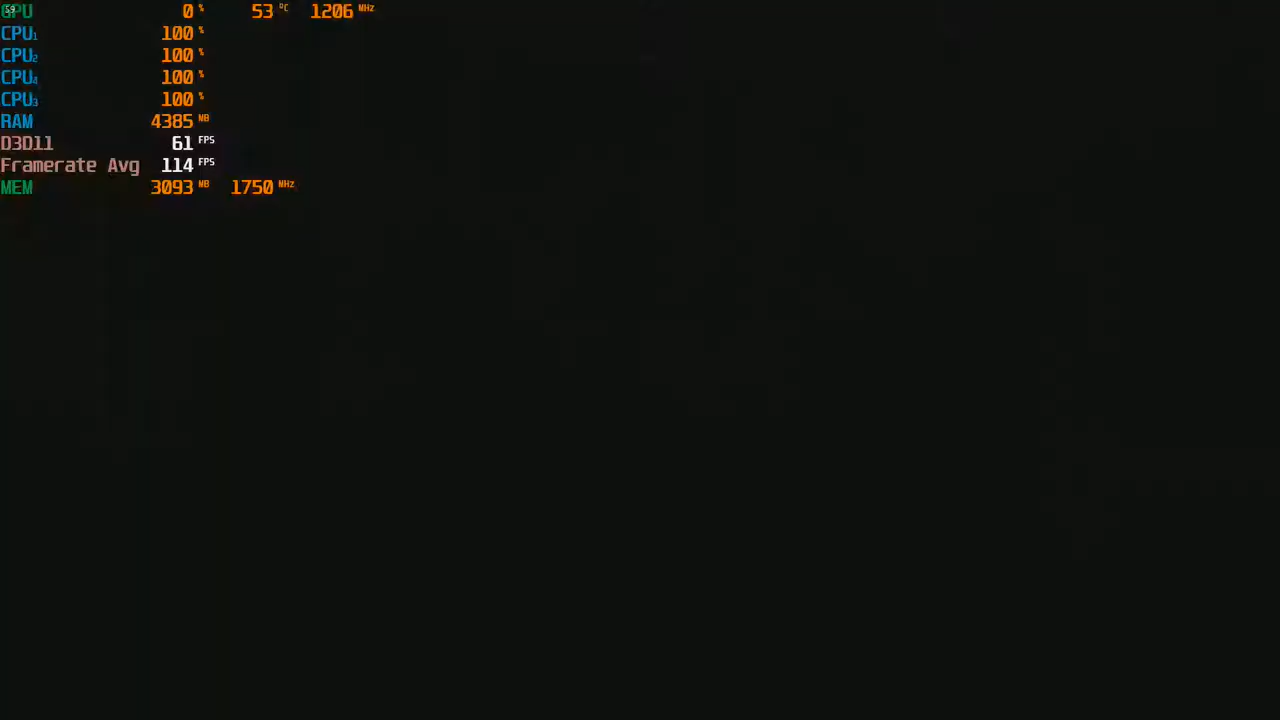 GPU 0 % 53 °C 1206 MHz
59
CPU1 100 %
CPU2 100 %
CPU4 100 %
CPU3 100 %
RAM 4385 MB
D3D11 61 FPS
Framerate Avg 114 FPS
MEM 3093 MB 1750 MHz